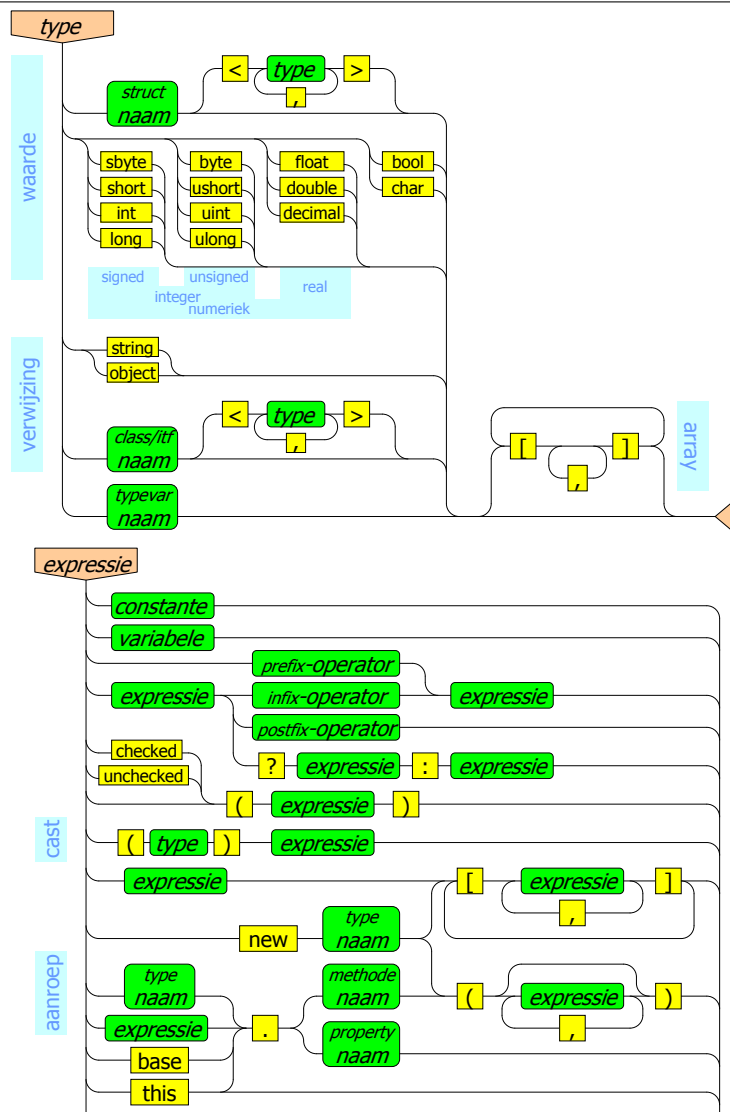 type
waarde
struct
naam
< type >
,
sbyte byte float bool
short ushort double char
int uint decimal
long ulong
signed unsigned real
integer
numeriek
verwijzing
string
object
class/itf
naam
< type >
,
typevar
naam
[ , ]
array
expressie
constante
variabele
prefix-operator
expressie infix-operator expressie
postfix-operator
? expressie : expressie
checked
unchecked
( expressie )
cast
( type ) expressie
expressie [ expressie ]
,
new type
naam
aanroep
type
naam
methode
naam
( expressie )
,
expressie
.
property
naam
base
this